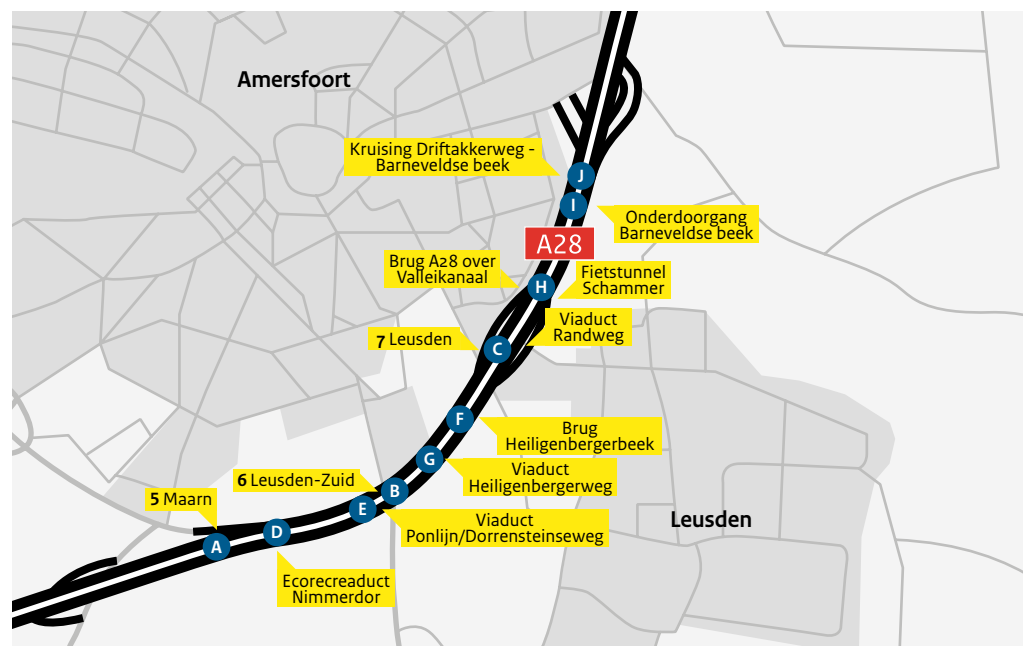 Amersfoort
Kruising Driftakkerweg -
Barneveldse beek
J
I
Onderdoorgang
Barneveldse beek
A28
Brug A28 over
Valleikanaal
H
Fietstunnel
Schammer
Viaduct
Randweg
7 Leusden
C
F
Brug
Heiligenbergerbeek
G
Viaduct
Heiligenbergerweg
6 Leusden-Zuid
B
5 Maarn
E
Viaduct
Ponlijn/Dorrensteinseweg
Leusden
D
A
Ecorecreaduct
Nimmerdor